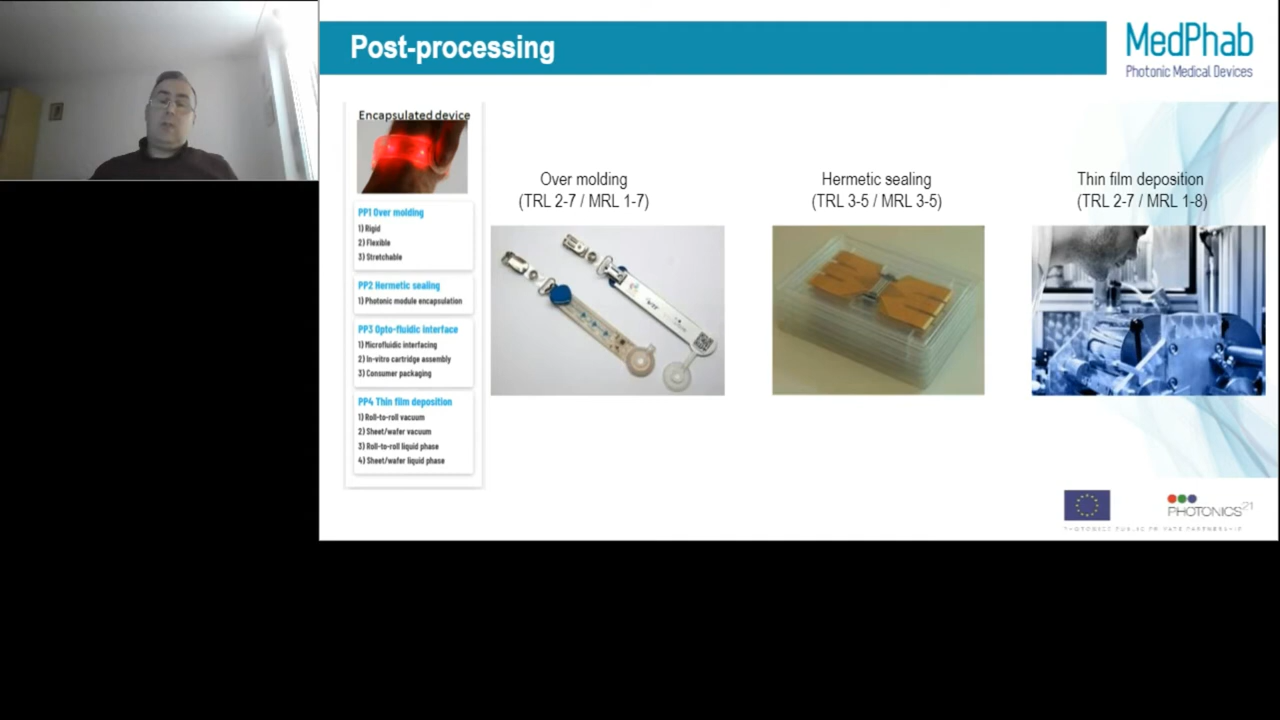 Post-processing
MedPhab
Photonic Medical Devices
Encapsulated device
PP1 Over molding
1) Rigid
2) Flexible
3) Stretchable
PP2 Hermetic sealing
1) Photonic module encapsulation
PP3 Opto-fluidic interface
1) Microfluidic interfacing
2) In-vitro cartridge assembly
3) Consumer packaging
PP4 Thin film deposition
1) Roll-to-roll vacuum
2) Sheet/wafer vacuum
3) Roll-to-roll liquid phase
4) Sheet/wafer liquid phase
Over molding
(TRL 2-7 / MRL 1-7)
Hermetic sealing
(TRL 3-5 / MRL 3-5)
Thin film deposition
(TRL 2-7 / MRL 1-8)
PHOTONICS²¹
PHOTONICS PUBLIC PRIVATE PARTNERSHIP